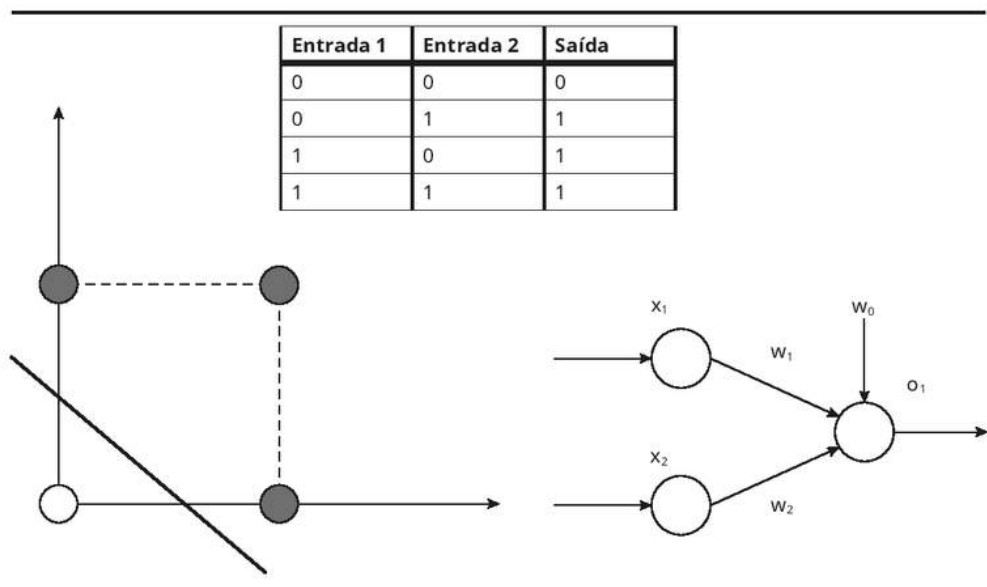 Entrada 1 Entrada 2 Saída
0 0 0
0 1 1
1 0 1
1 1 1
x₁
w₀
w₁
o₁
x₂
w₂